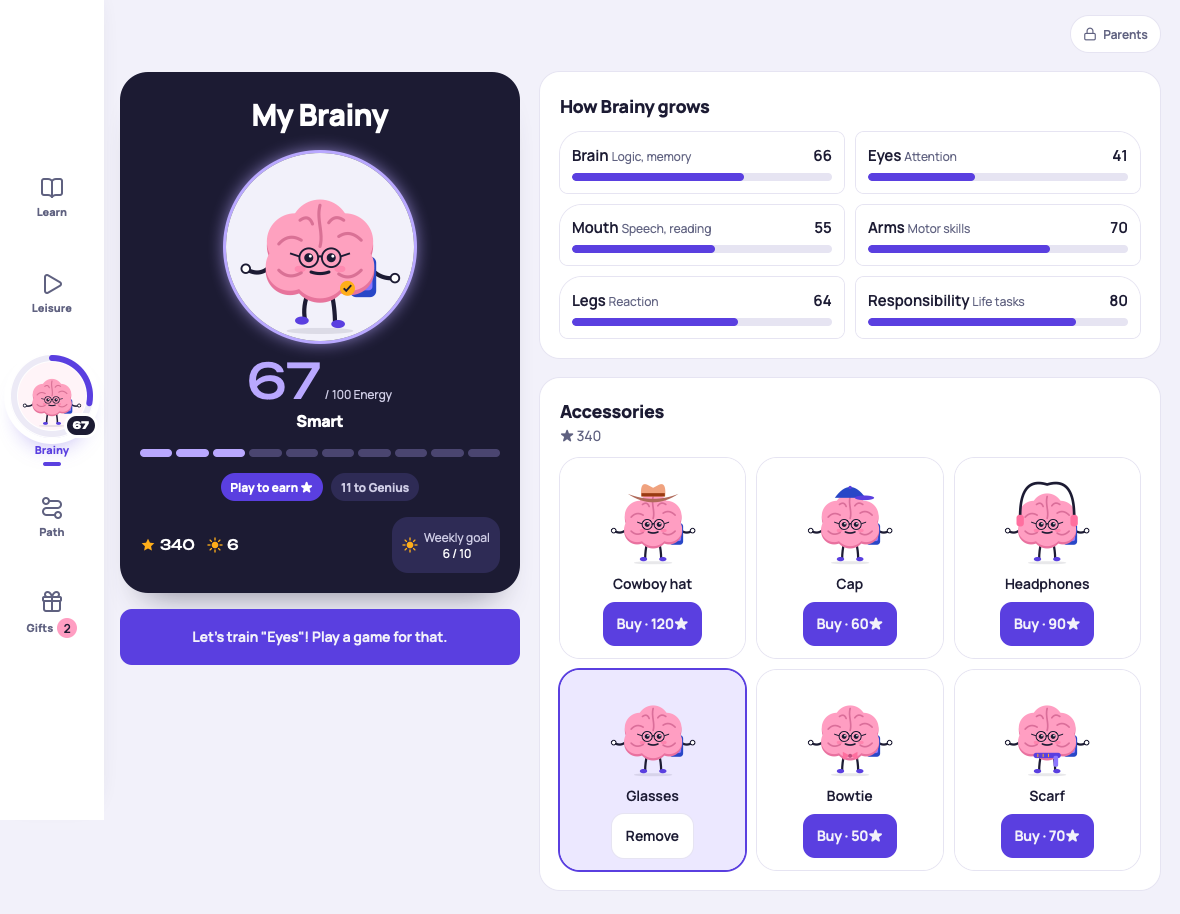 Parents
Learn
Leisure
67
Brainy
Path
Gifts 2
My Brainy
67 / 100 Energy
Smart
Play to earn ★
11 to Genius
★ 340
6
Weekly goal
6 / 10
Let's train "Eyes"! Play a game for that.
How Brainy grows
Brain Logic, memory 66
Eyes Attention 41
Mouth Speech, reading 55
Arms Motor skills 70
Legs Reaction 64
Responsibility Life tasks 80
Accessories
★ 340
Cowboy hat
Buy · 120★
Cap
Buy · 60★
Headphones
Buy · 90★
Glasses
Remove
Bowtie
Buy · 50★
Scarf
Buy · 70★